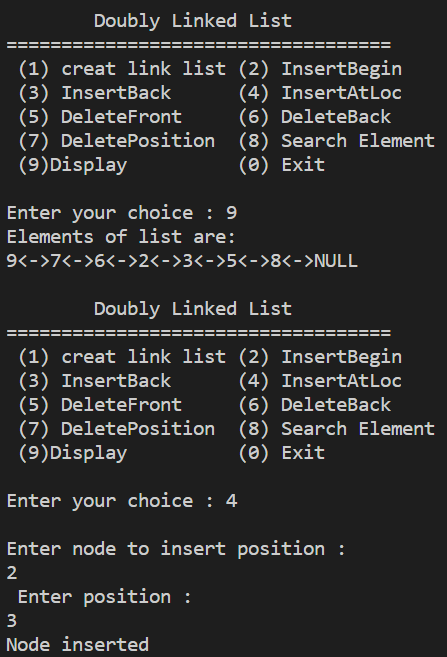 Doubly Linked List
===================================
(1) creat link list (2) InsertBegin
(3) InsertBack (4) InsertAtLoc
(5) DeleteFront (6) DeleteBack
(7) DeletePosition (8) Search Element
(9)Display (0) Exit
Enter your choice : 9
Elements of list are:
9<->7<->6<->2<->3<->5<->8<->NULL
Doubly Linked List
===================================
(1) creat link list (2) InsertBegin
(3) InsertBack (4) InsertAtLoc
(5) DeleteFront (6) DeleteBack
(7) DeletePosition (8) Search Element
(9)Display (0) Exit
Enter your choice : 4
Enter node to insert position :
2
Enter position :
3
Node inserted